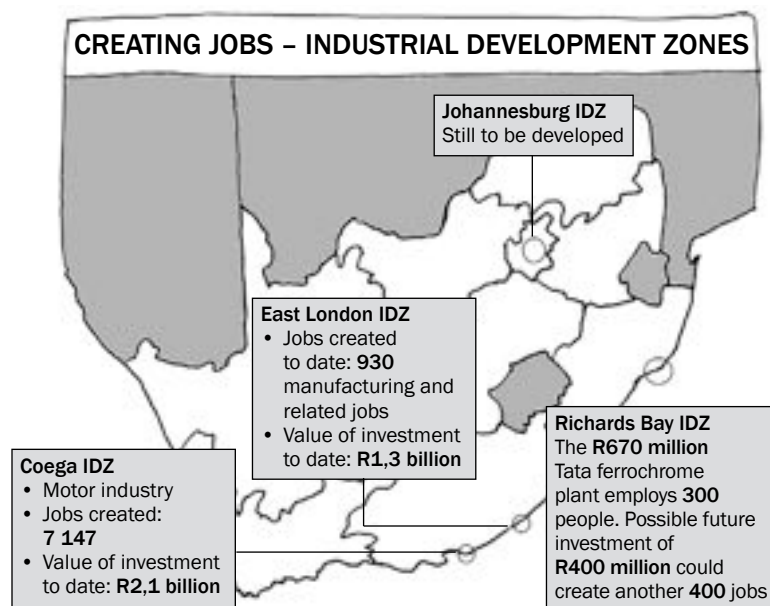 CREATING JOBS – INDUSTRIAL DEVELOPMENT ZONES
Johannesburg IDZ
Still to be developed
East London IDZ
• Jobs created
to date: 930
manufacturing and
related jobs
• Value of investment
to date: R1,3 billion
Coega IDZ
• Motor industry
• Jobs created:
7 147
• Value of investment
to date: R2,1 billion
Richards Bay IDZ
The R670 million
Tata ferrochrome
plant employs 300
people. Possible future
investment of
R400 million could
create another 400 jobs